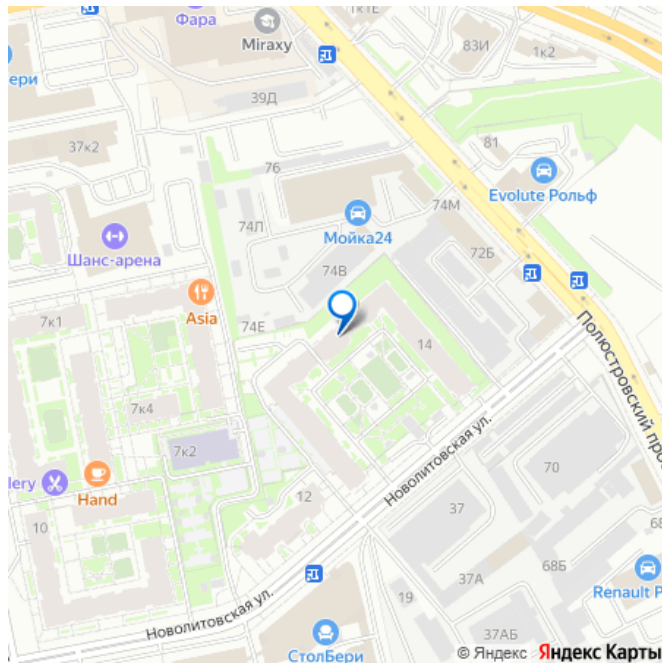 Фара
1к1Е
Miraxy
83И
1к2
ери
39Д
37к2
81
76
Evolute Рольф
74М
74Л
Мойка24
72Б
Шанс-арена
74В
7к1
Asia
74Е
14
Полюстровский про
7к4
7к2
Новолитовская ул.
lery
Hand
70
12
37
10
68
68Б
37А
Renault Р
19
Новолитовская ул.
37АБ
СтолБери
© Яндекс Яндекс Карты